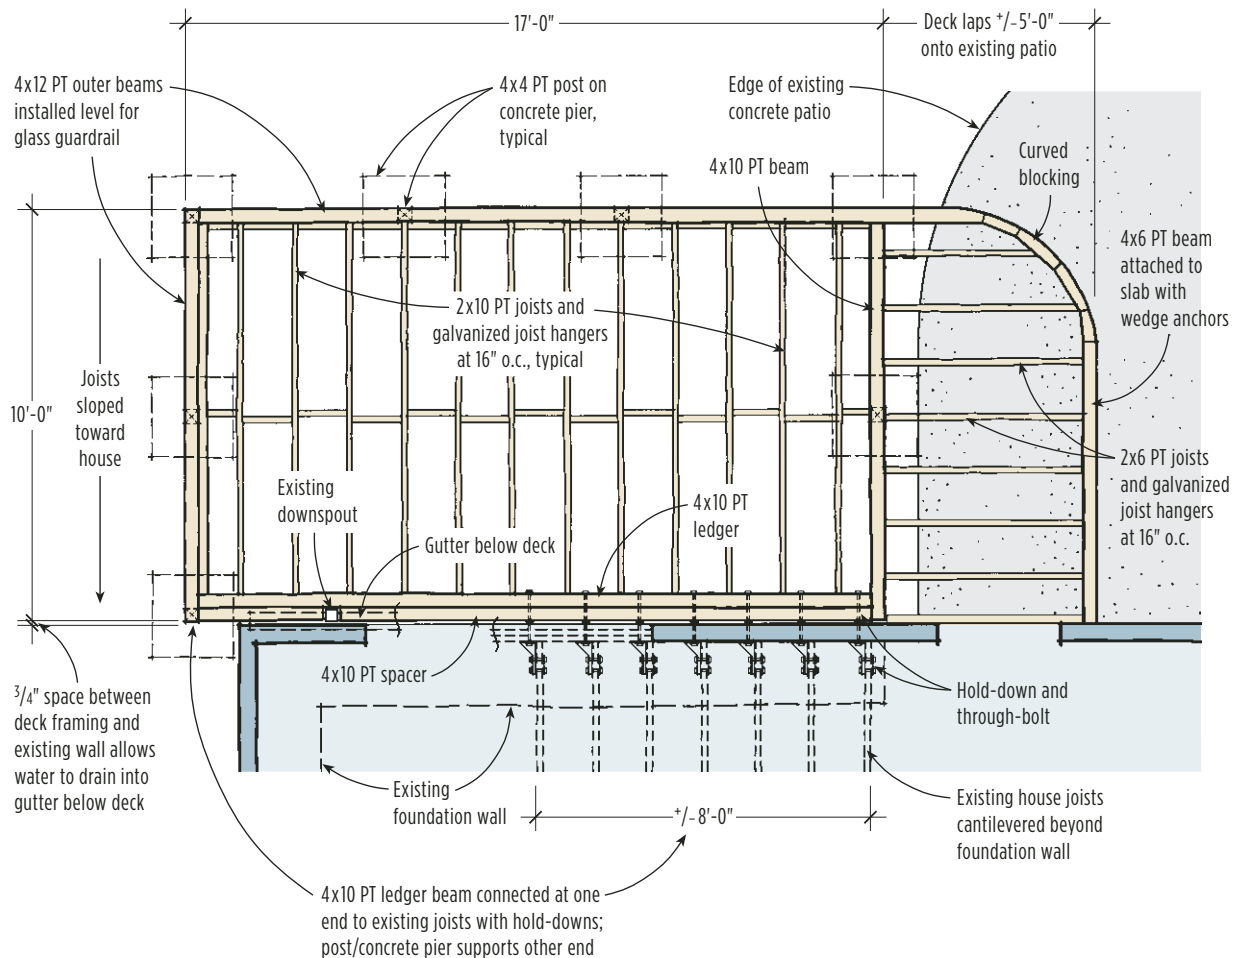 17'-0"
Deck laps +/-5'-0"
onto existing patio
4x12 PT outer beams
installed level for
glass guardrail
4x4 PT post on
concrete pier,
typical
Edge of existing
concrete patio
4x10 PT beam
Curved
blocking
4x6 PT beam
attached to
slab with
wedge anchors
2x10 PT joists and
galvanized joist hangers
at 16" o.c., typical
Joists
sloped
toward
house
10'-0"
Existing
downspout
Gutter below deck
4x10 PT
ledger
2x6 PT joists
and galvanized
joist hangers
at 16" o.c.
4x10 PT spacer
Hold-down and
through-bolt
3/4" space between
deck framing and
existing wall allows
water to drain into
gutter below deck
Existing
foundation wall
+/-8'-0"
Existing house joists
cantilevered beyond
foundation wall
4x10 PT ledger beam connected at one
end to existing joists with hold-downs;
post/concrete pier supports other end